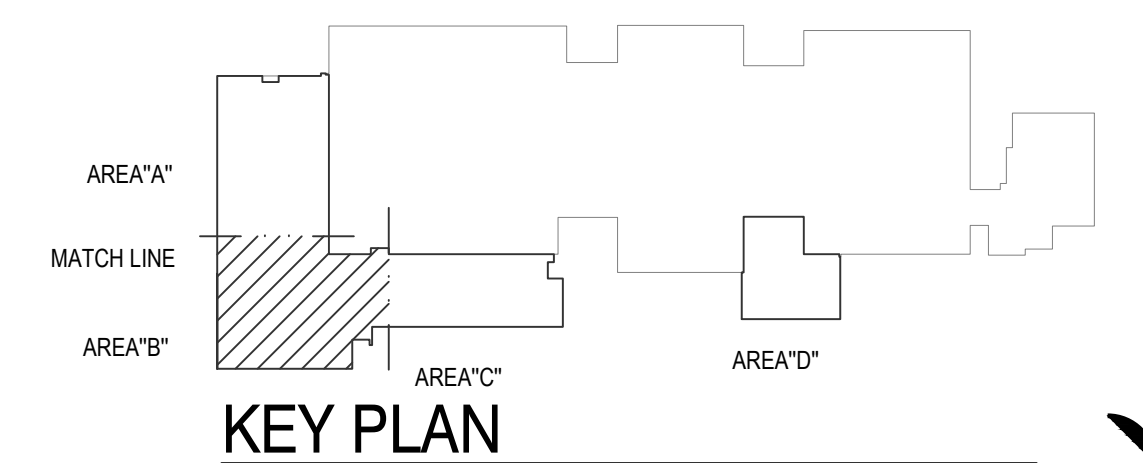 AREA"A"
MATCH LINE
AREA"B"
AREA"C"
AREA"D"
KEY PLAN